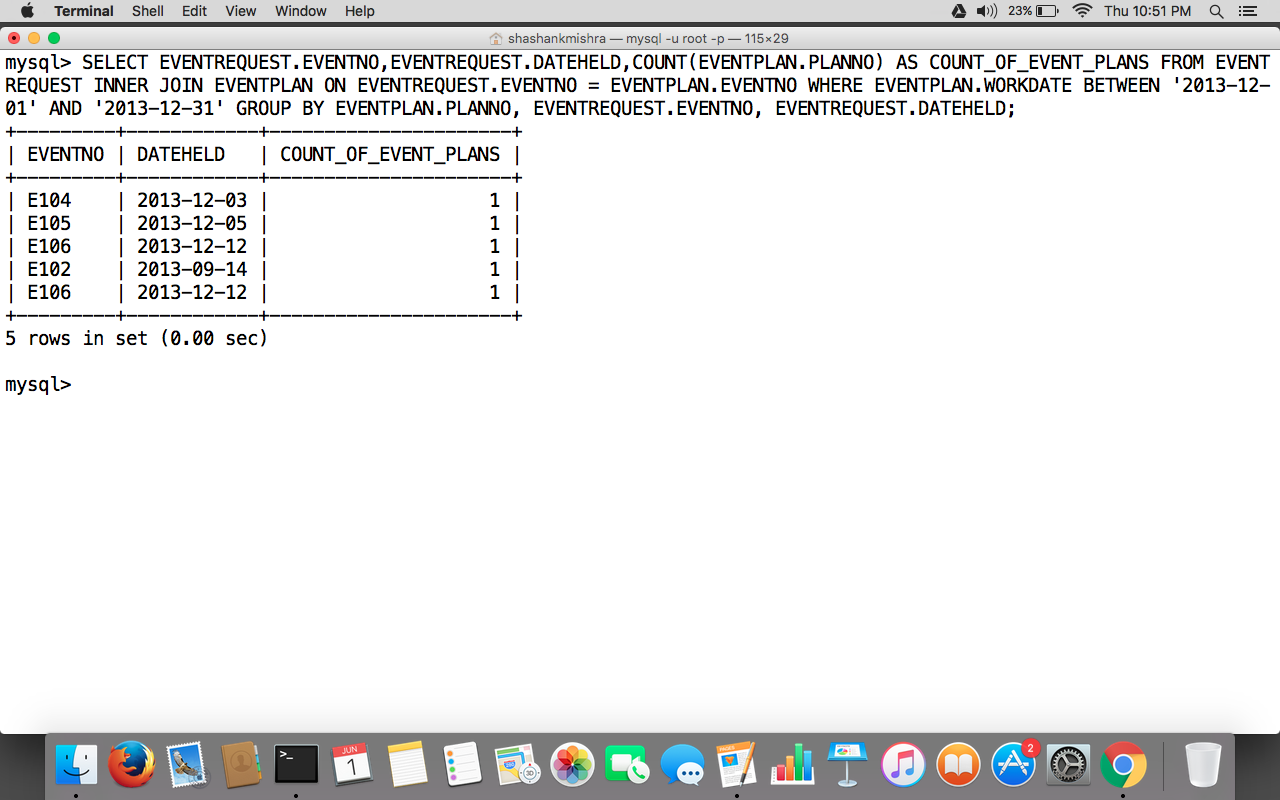 Terminal Shell Edit View Window Help 23% Thu 10:51 PM
shashankmishra — mysql -u root -p — 115×29
mysql> SELECT EVENTREQUEST.EVENTNO,EVENTREQUEST.DATEHELD,COUNT(EVENTPLAN.PLANNO) AS COUNT_OF_EVENT_PLANS FROM EVENT
REQUEST INNER JOIN EVENTPLAN ON EVENTREQUEST.EVENTNO = EVENTPLAN.EVENTNO WHERE EVENTPLAN.WORKDATE BETWEEN '2013-12-
01' AND '2013-12-31' GROUP BY EVENTPLAN.PLANNO, EVENTREQUEST.EVENTNO, EVENTREQUEST.DATEHELD;
+---------+------------+----------------------+
| EVENTNO | DATEHELD   | COUNT_OF_EVENT_PLANS |
+---------+------------+----------------------+
| E104    | 2013-12-03 |                    1 |
| E105    | 2013-12-05 |                    1 |
| E106    | 2013-12-12 |                    1 |
| E102    | 2013-09-14 |                    1 |
| E106    | 2013-12-12 |                    1 |
+---------+------------+----------------------+
5 rows in set (0.00 sec)
mysql>
>_
JUN
1
3D
PAGES
2